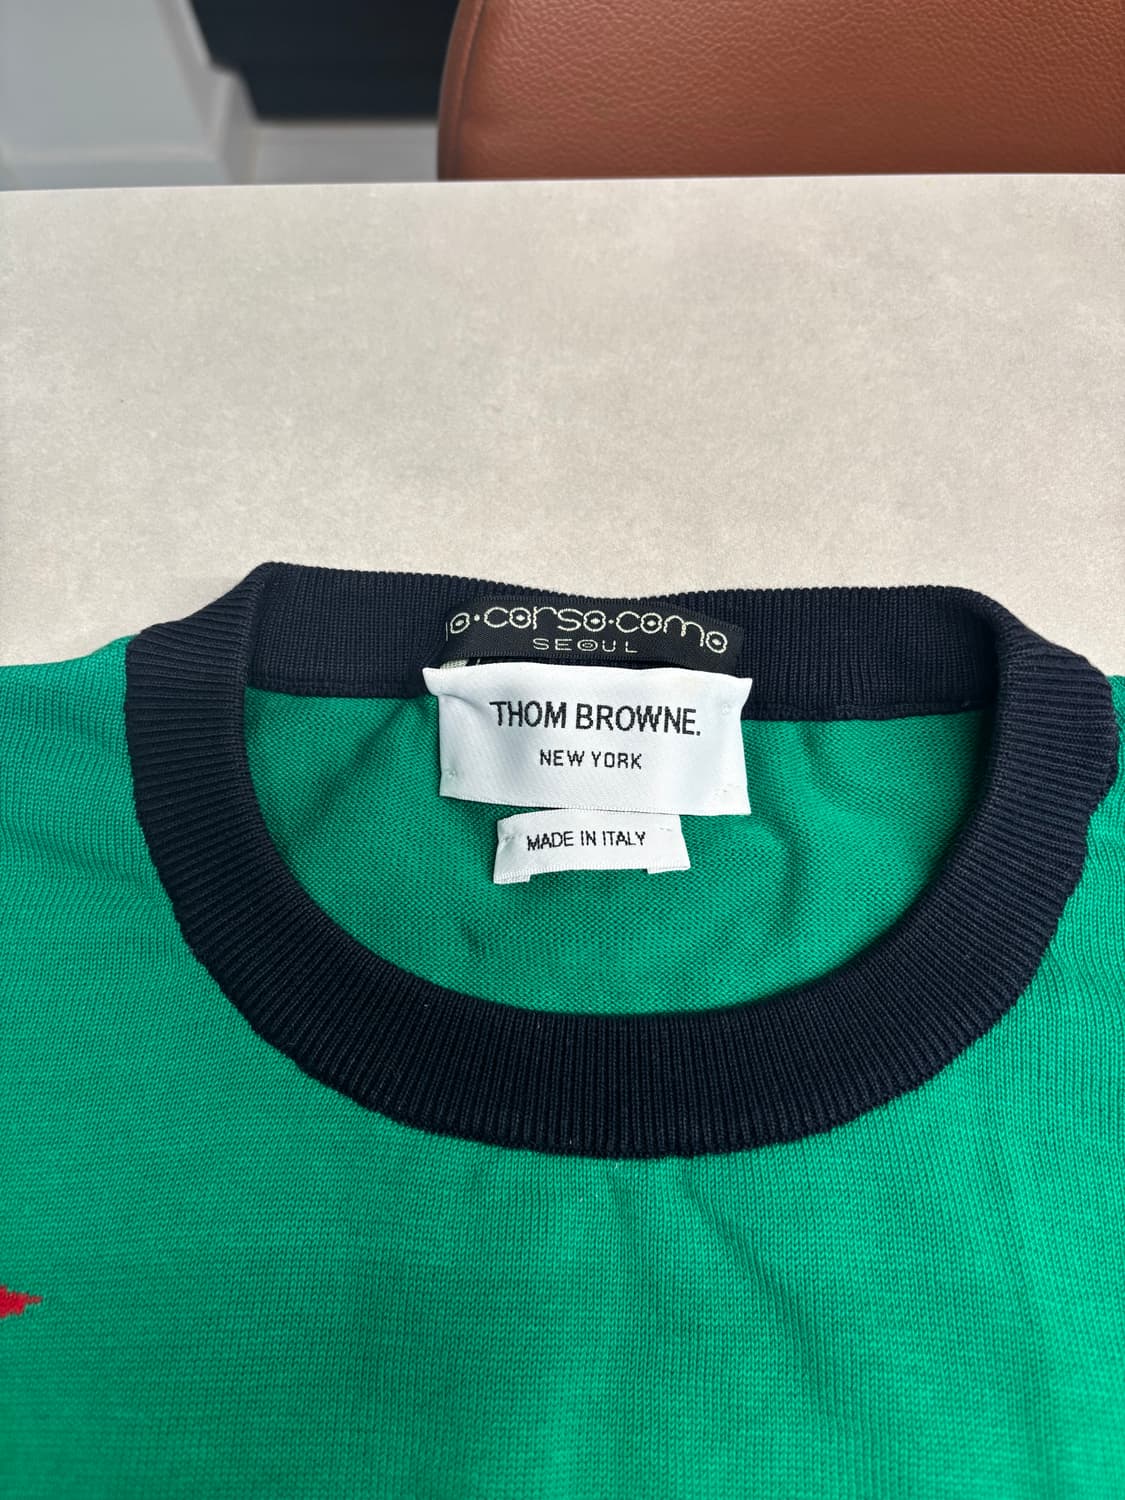 10·corso·como
SEOUL
THOM BROWNE.
NEW YORK
MADE IN ITALY